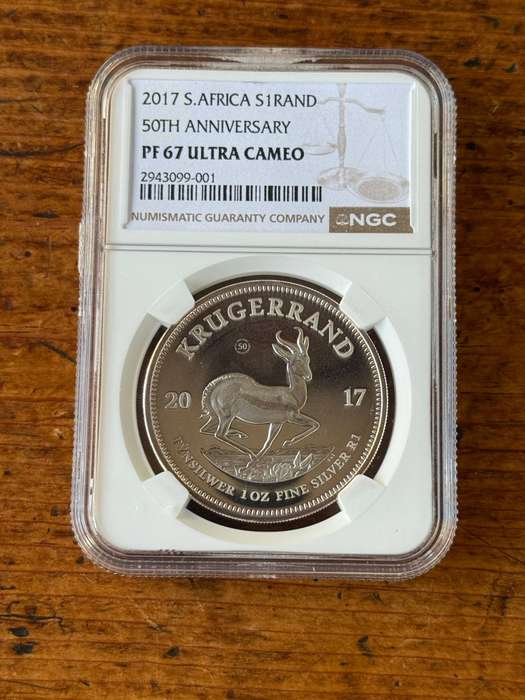 2017 S.AFRICA S1RAND
50TH ANNIVERSARY
PF 67 ULTRA CAMEO
2943099-001
NUMISMATIC GUARANTY COMPANY NGC
KRUGERRAND
50
20 17
FYNSILWER 1 OZ FINE SILVER R1